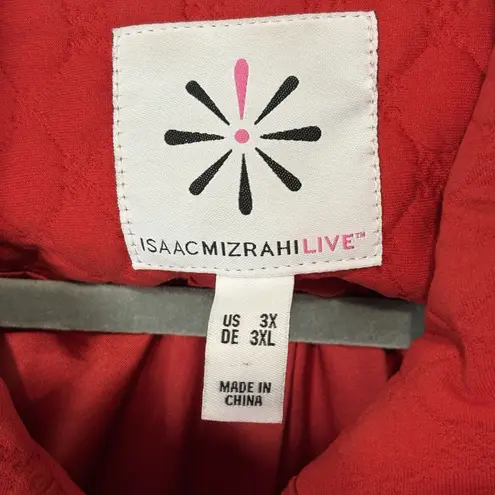 ISAACMIZRAHILIVE™
US 3X
DE 3XL
MADE IN
CHINA